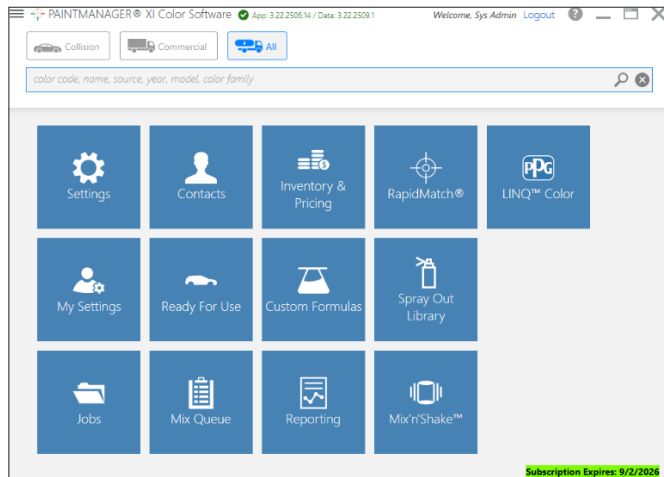 PAINTMANAGER® XI Color Software App: 3.22.2506.14 / Data: 3.22.2509.1 Welcome, Sys Admin Logout ?
Collision Commercial All
color code, name, source, year, model, color family
Settings
Contacts
Inventory &
Pricing
RapidMatch®
PPG
LINQ™ Color
My Settings
Ready For Use
Custom Formulas
Spray Out
Library
Jobs
Mix Queue
Reporting
Mix'n'Shake™
Subscription Expires: 9/2/2026